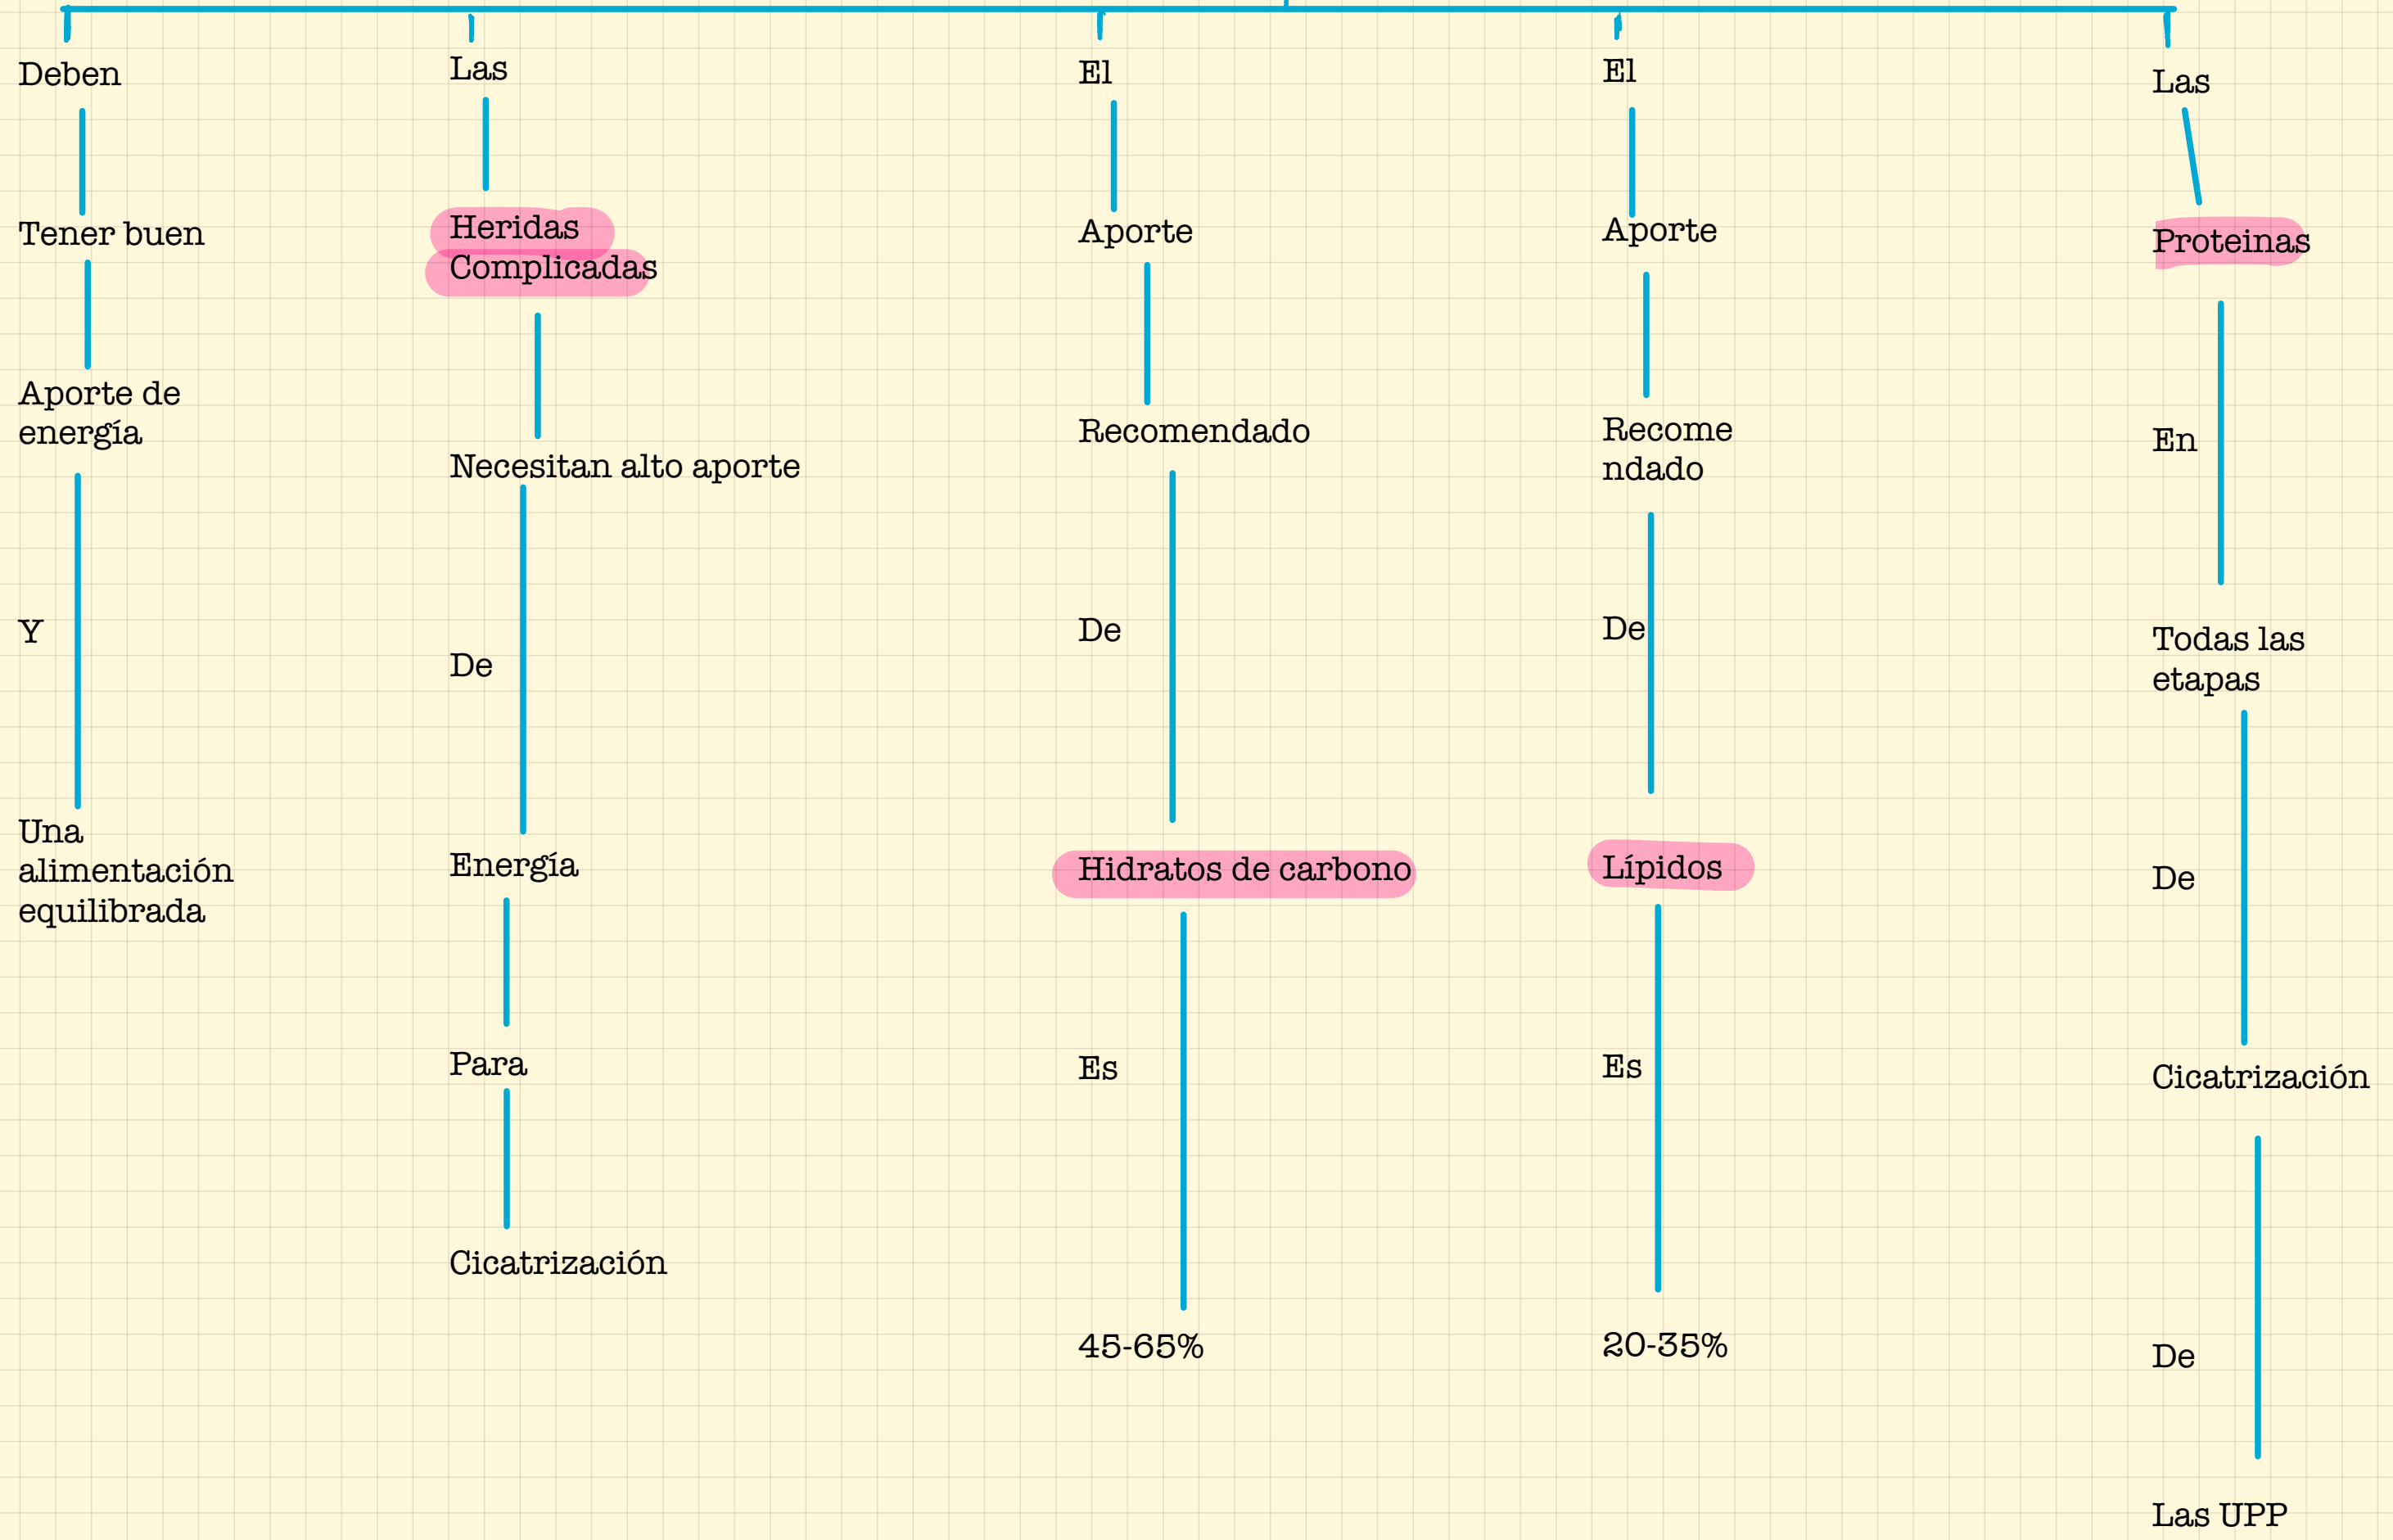 Deben
Tener buen
Aporte de
energía
Y
Una
alimentación
equilibrada
Las
Heridas
Complicadas
Necesitan alto aporte
De
Energía
Para
Cicatrización
El
Aporte
Recomendado
De
Hidratos de carbono
Es
45-65%
El
Aporte
Recome
ndado
De
Lípidos
Es
20-35%
Las
Proteinas
En
Todas las
etapas
De
Cicatrización
De
Las UPP